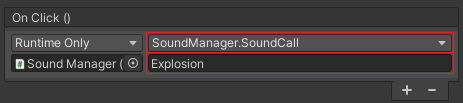 On Click ()
Runtime Only SoundManager.SoundCall
Sound Manager ( Explosion
+ −